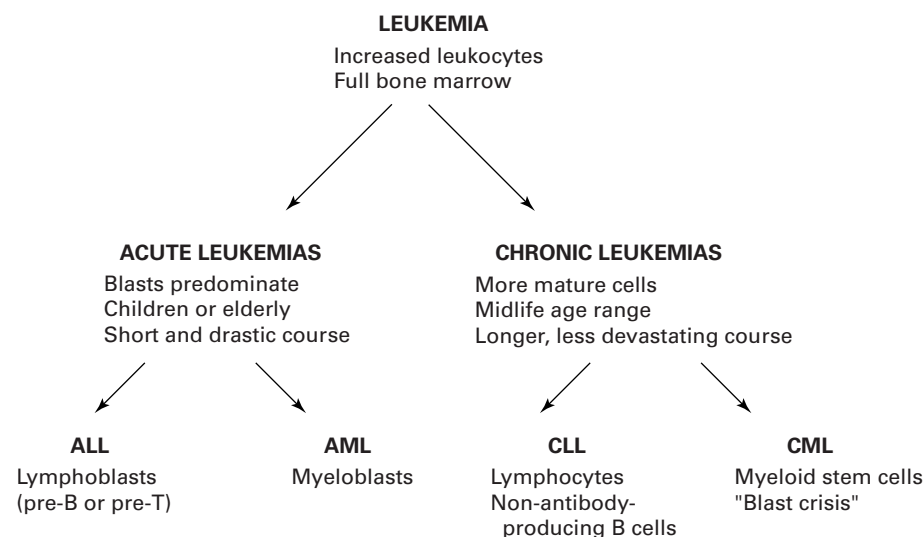 LEUKEMIA
Increased leukocytes
Full bone marrow
ACUTE LEUKEMIAS
Blasts predominate
Children or elderly
Short and drastic course
CHRONIC LEUKEMIAS
More mature cells
Midlife age range
Longer, less devastating course
ALL
Lymphoblasts
(pre-B or pre-T)
AML
Myeloblasts
CLL
Lymphocytes
Non-antibody-
producing B cells
CML
Myeloid stem cells
"Blast crisis"